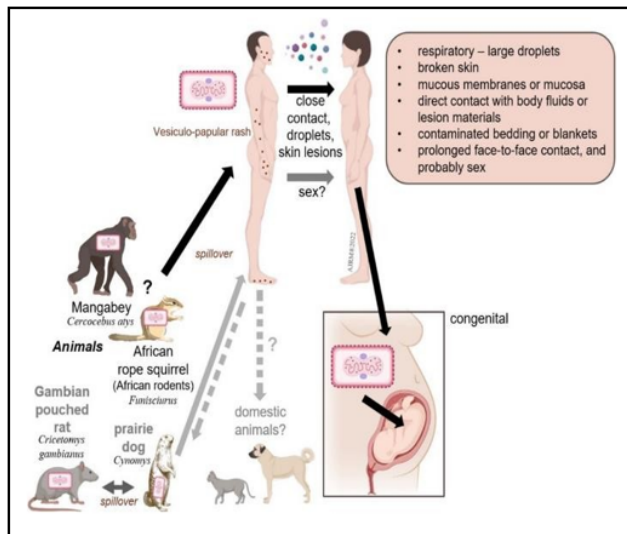 • respiratory – large droplets
• broken skin
• mucous membranes or mucosa
• direct contact with body fluids or
lesion materials
• contaminated bedding or blankets
• prolonged face-to-face contact, and
probably sex
Vesiculo-papular rash
close
contact,
droplets,
skin lesions
sex?
AJRM©2022
spillover
?
Mangabey
Cercocebus atys
Animals
African
rope squirrel
(African rodents)
Funisciurus
Gambian
pouched
rat
Cricetomys
gambianus
prairie
dog
Cynomys
spillover
?
domestic
animals?
congenital